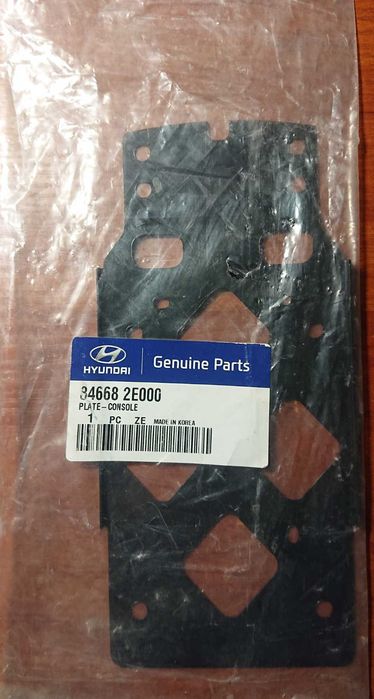 HYUNDAI
Genuine Parts
84668 2E000
PLATE-CONSOLE
1 PC ZE MADE IN KOREA